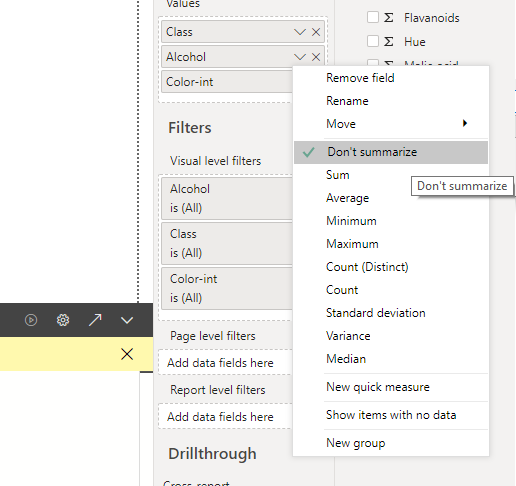 Values
Class
Alcohol
Color-int
Filters
Visual level filters
Alcohol
is (All)
Class
is (All)
Color-int
is (All)
Page level filters
Add data fields here
Report level filters
Add data fields here
Drillthrough
Cross-report
Flavanoids
Hue
Malic acid
Remove field
Rename
Move
Don't summarize
Sum
Don't summarize
Average
Minimum
Maximum
Count (Distinct)
Count
Standard deviation
Variance
Median
New quick measure
Show items with no data
New group